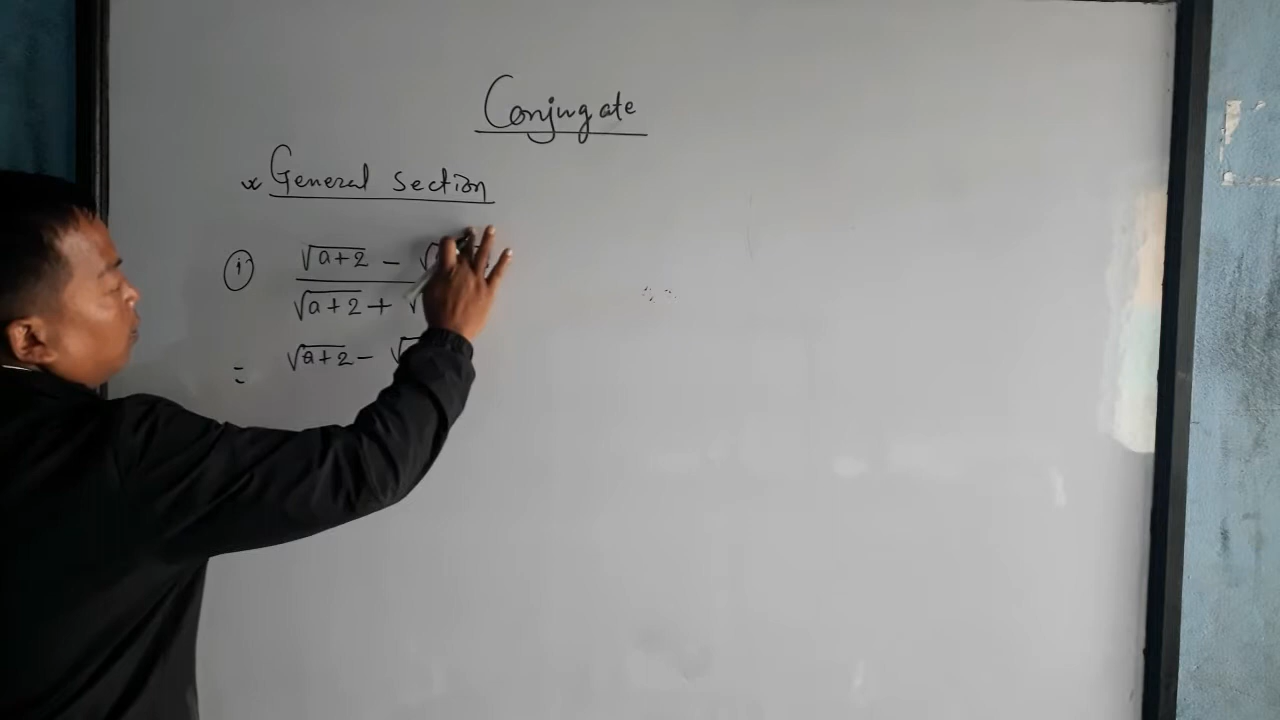 Conjugate
× General section
(i) √a+2 - √
√a+2 + √
= √a+2 - √